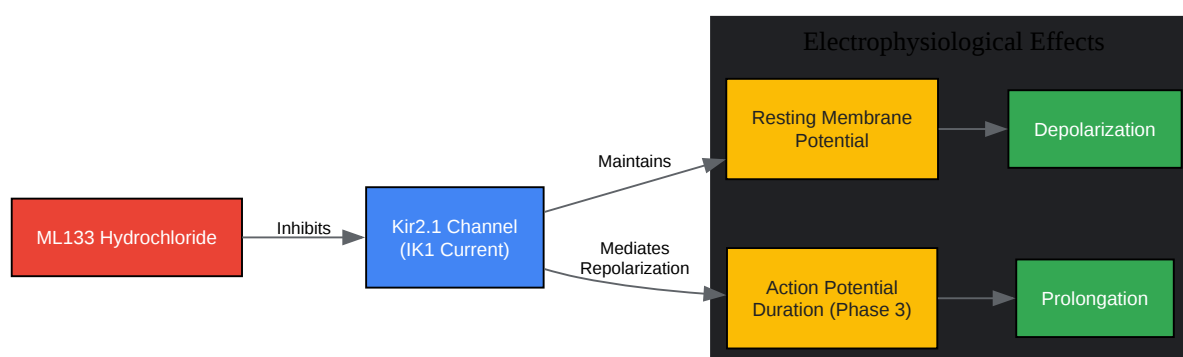 Electrophysiological Effects
Resting Membrane
Potential
Depolarization
Maintains
ML133 Hydrochloride
Inhibits
Kir2.1 Channel
(IK1 Current)
Mediates
Repolarization
Action Potential
Duration (Phase 3)
Prolongation